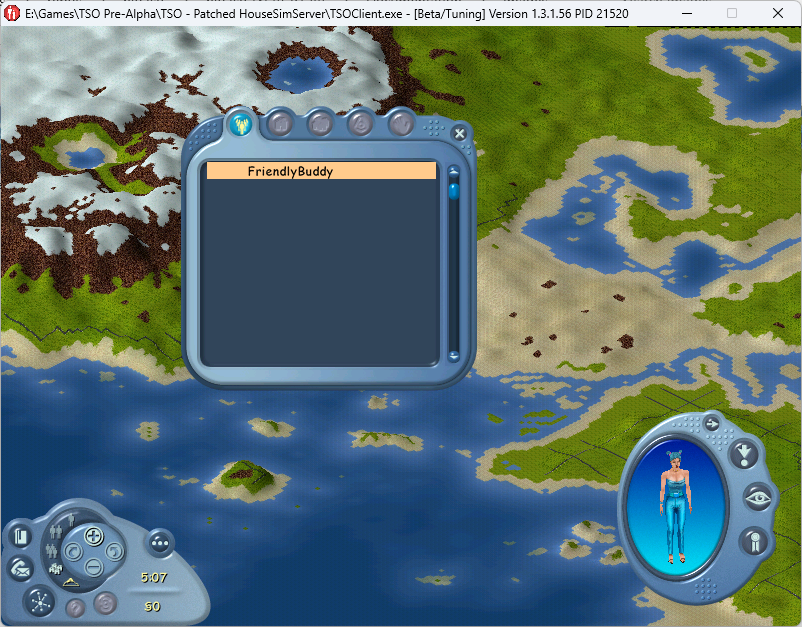 E:\Games\TSO Pre-Alpha\TSO - Patched HouseSimServer\TSOClient.exe - [Beta/Tuning] Version 1.3.1.56 PID 21520
FriendlyBuddy
5:07
$0